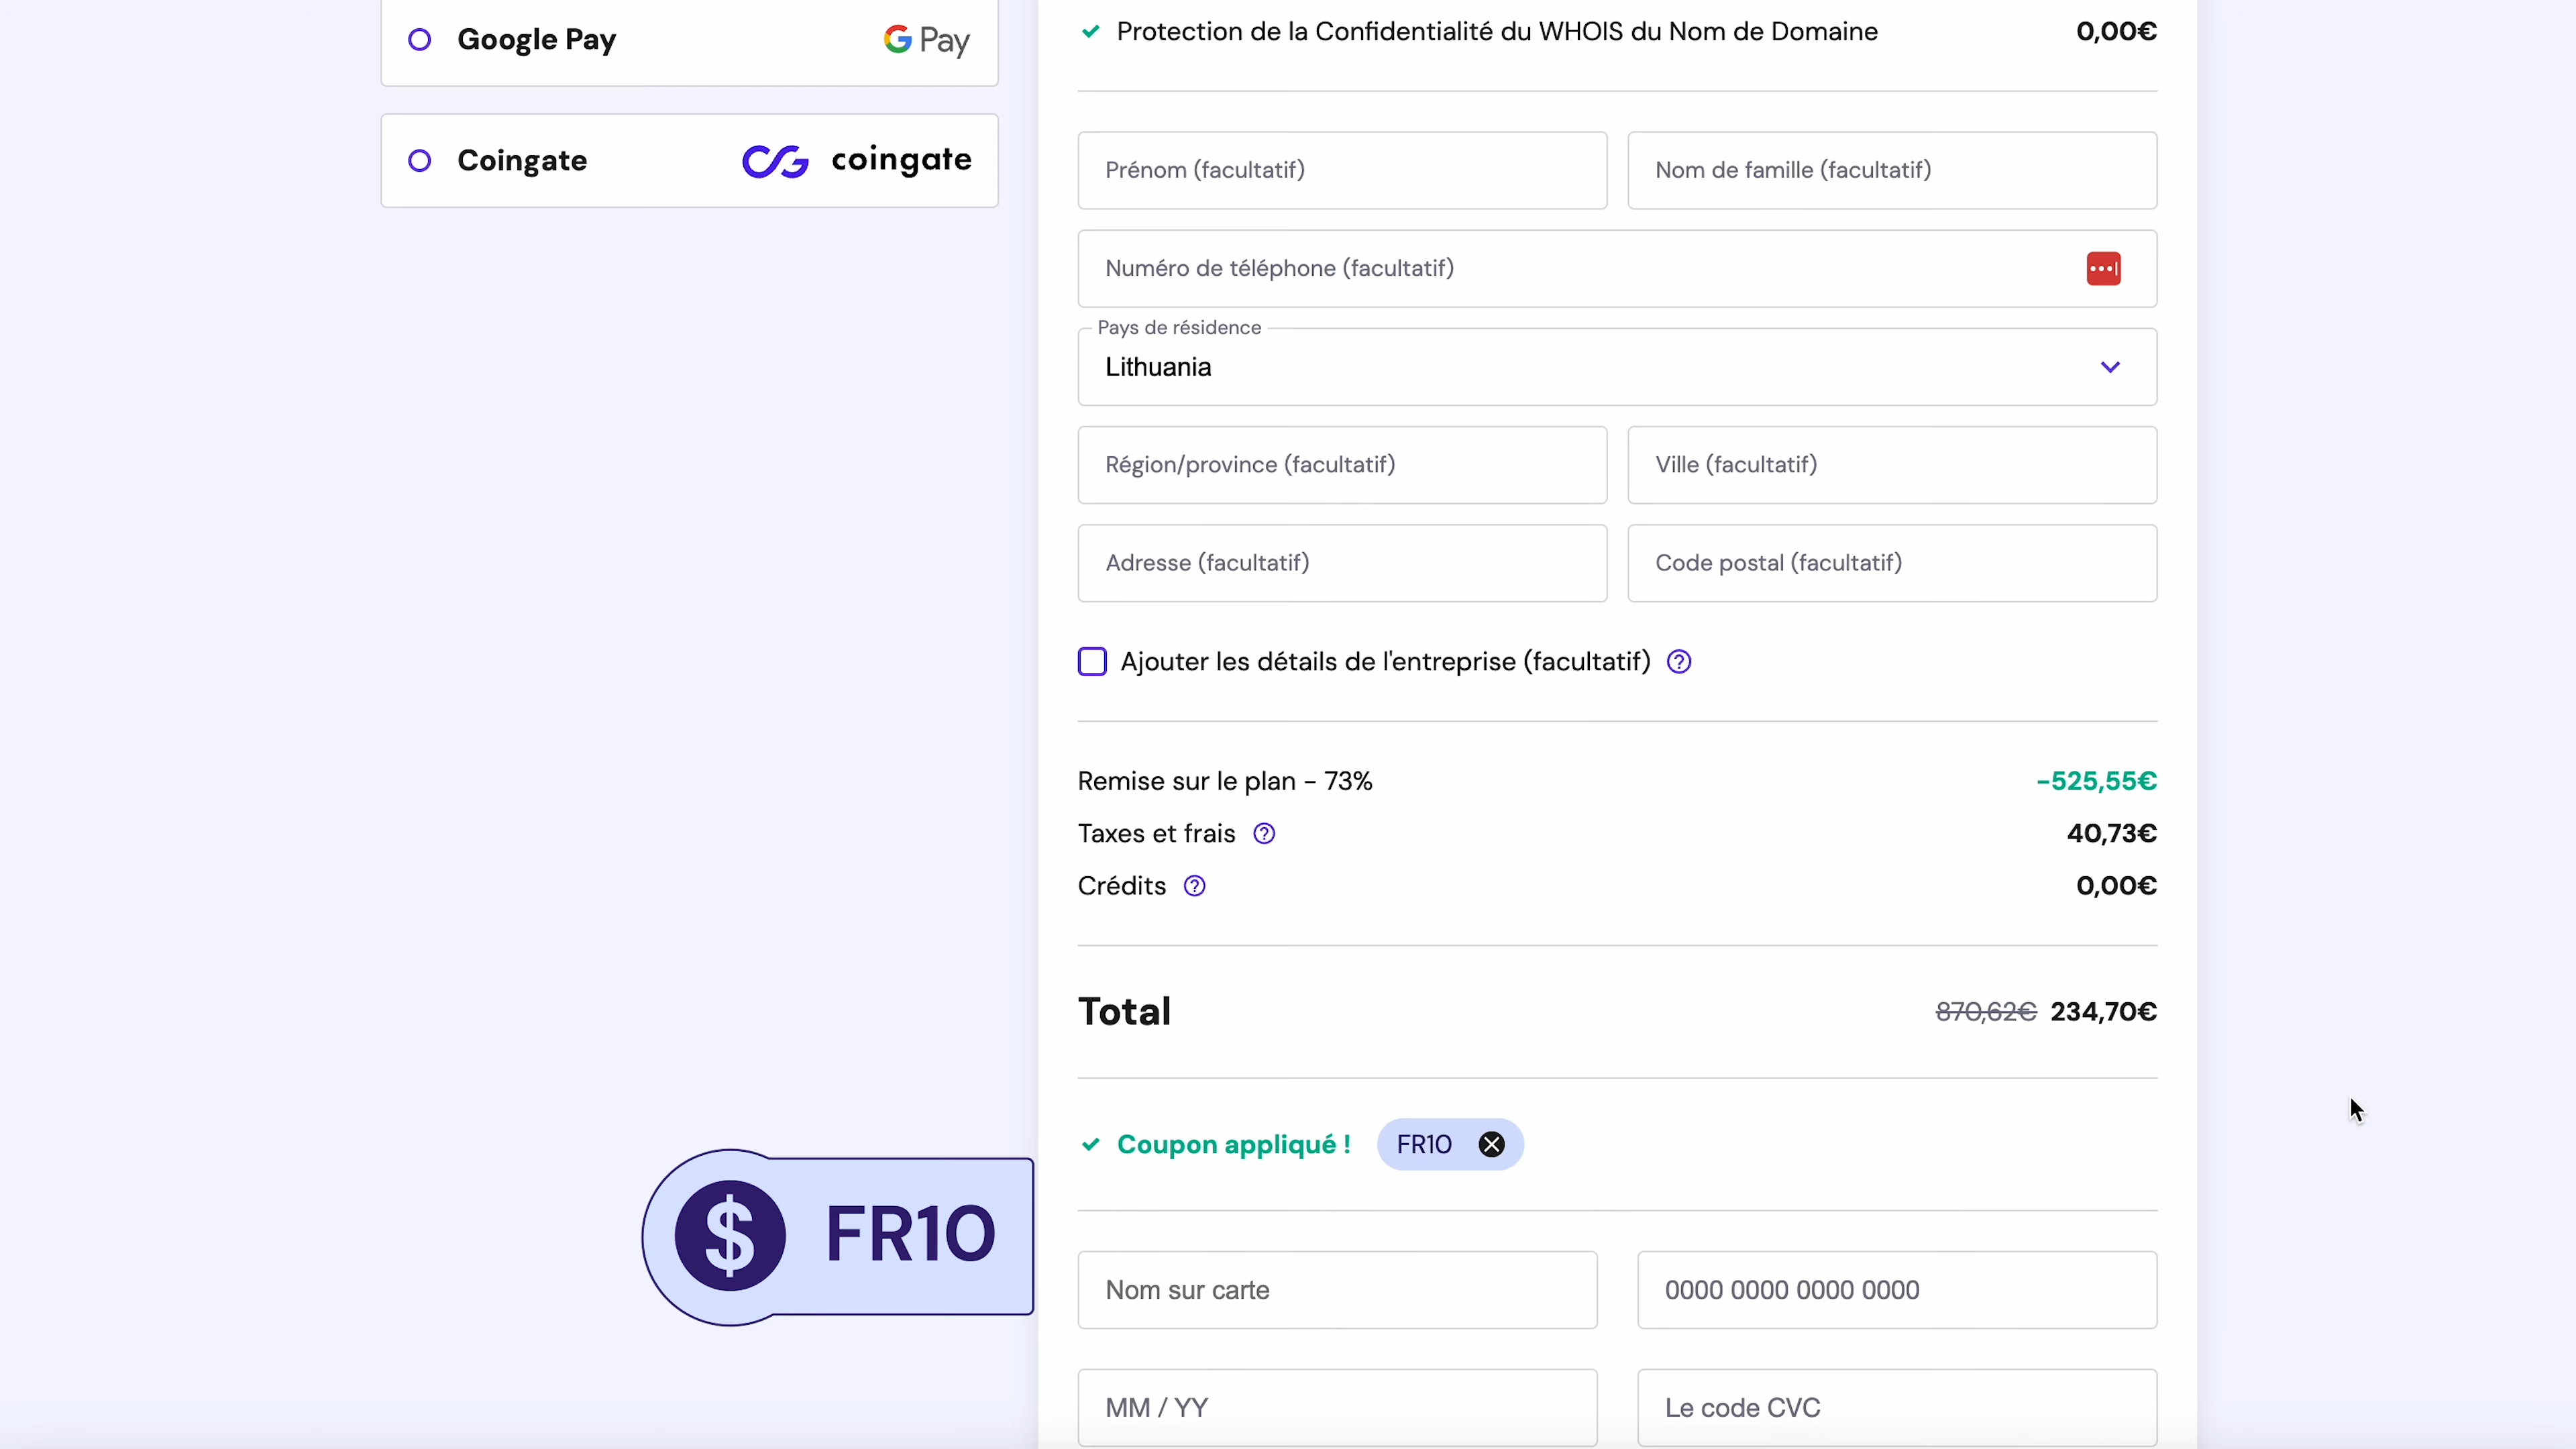 Google Pay
G Pay
Coingate
coingate
Protection de la Confidentialité du WHOIS du Nom de Domaine 0,00€
Prénom (facultatif)
Nom de famille (facultatif)
Numéro de téléphone (facultatif)
Pays de résidence
Lithuania
Région/province (facultatif)
Ville (facultatif)
Adresse (facultatif)
Code postal (facultatif)
Ajouter les détails de l'entreprise (facultatif) ?
Remise sur le plan - 73% -525,55€
Taxes et frais ? 40,73€
Crédits ? 0,00€
Total 870,62€ 234,70€
Coupon appliqué ! FR10
$ FR10
Nom sur carte
0000 0000 0000 0000
MM / YY
Le code CVC